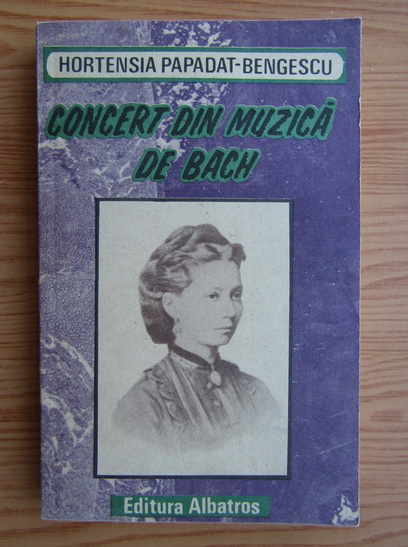 HORTENSIA PAPADAT-BENGESCU
CONCERT DIN MUZICĂ
DE BACH
Editura Albatros